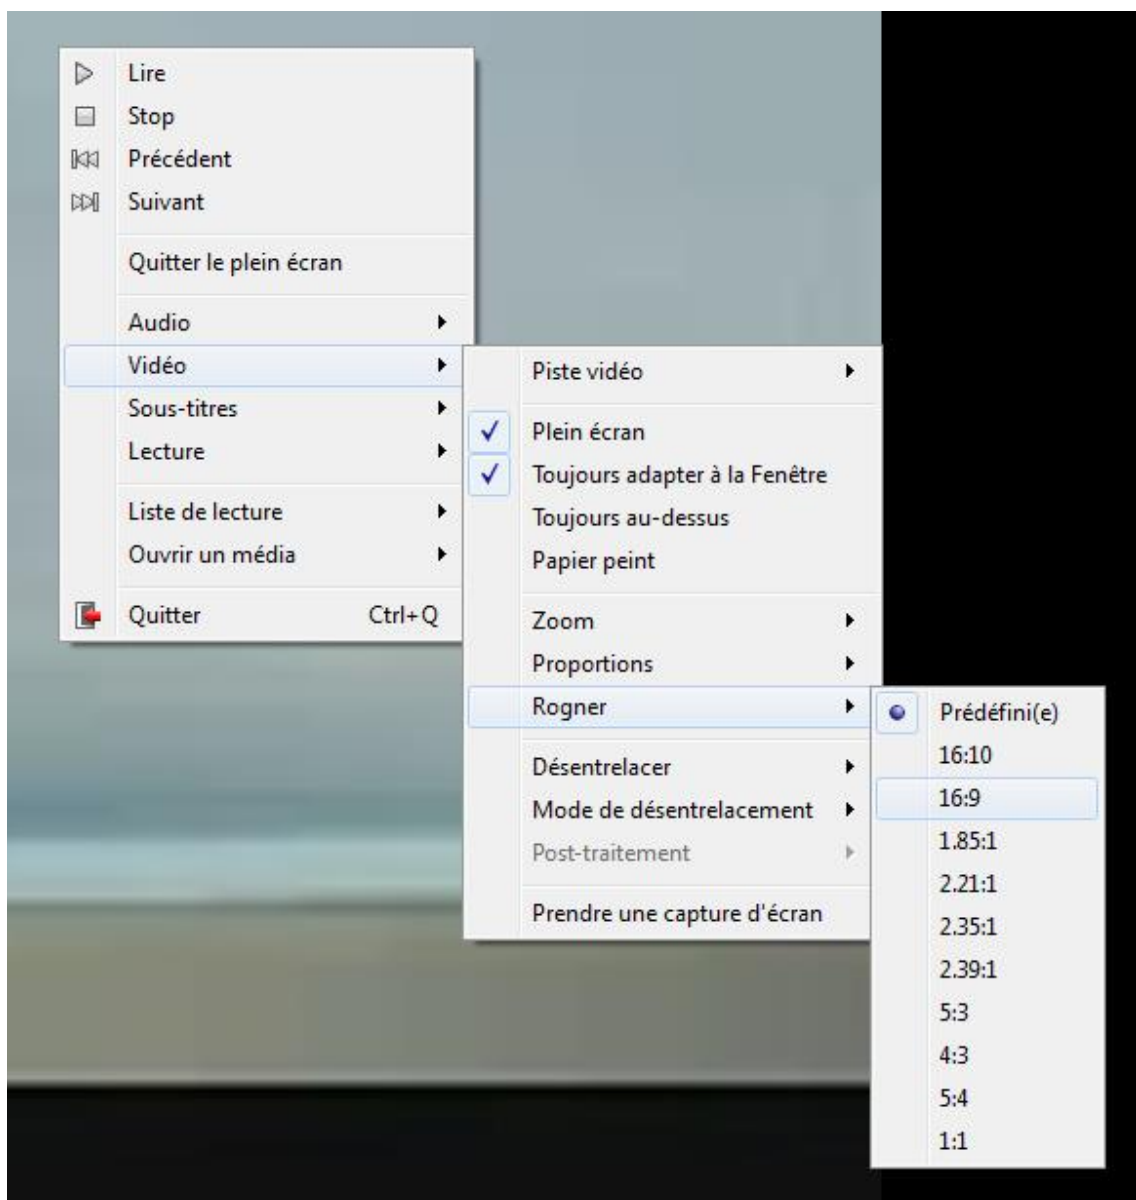 Lire
Stop
Précédent
Suivant
Quitter le plein écran
Audio
Vidéo
Sous-titres
Lecture
Liste de lecture
Ouvrir un média
Quitter Ctrl+Q
Piste vidéo
Plein écran
Toujours adapter à la Fenêtre
Toujours au-dessus
Papier peint
Zoom
Proportions
Rogner
Désentrelacer
Mode de désentrelacement
Post-traitement
Prendre une capture d'écran
Prédéfini(e)
16:10
16:9
1.85:1
2.21:1
2.35:1
2.39:1
5:3
4:3
5:4
1:1